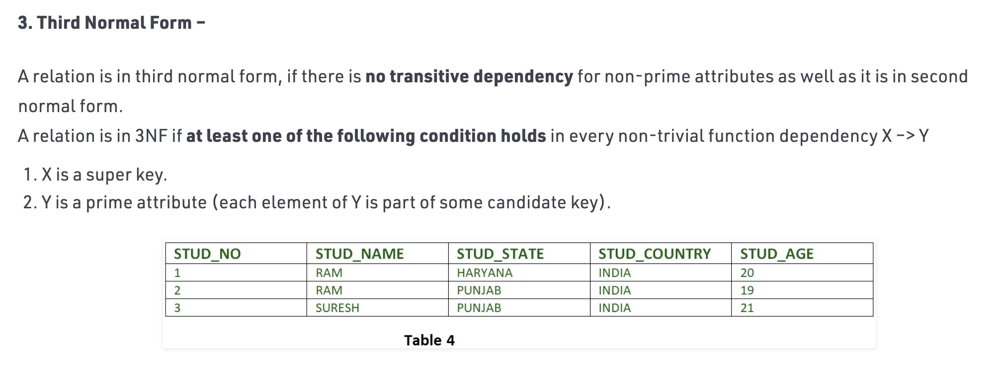 3. Third Normal Form –
A relation is in third normal form, if there is no transitive dependency for non-prime attributes as well as it is in second
normal form.
A relation is in 3NF if at least one of the following condition holds in every non-trivial function dependency X –> Y
1. X is a super key.
2. Y is a prime attribute (each element of Y is part of some candidate key).
STUD_NO STUD_NAME STUD_STATE STUD_COUNTRY STUD_AGE
1 RAM HARYANA INDIA 20
2 RAM PUNJAB INDIA 19
3 SURESH PUNJAB INDIA 21
Table 4